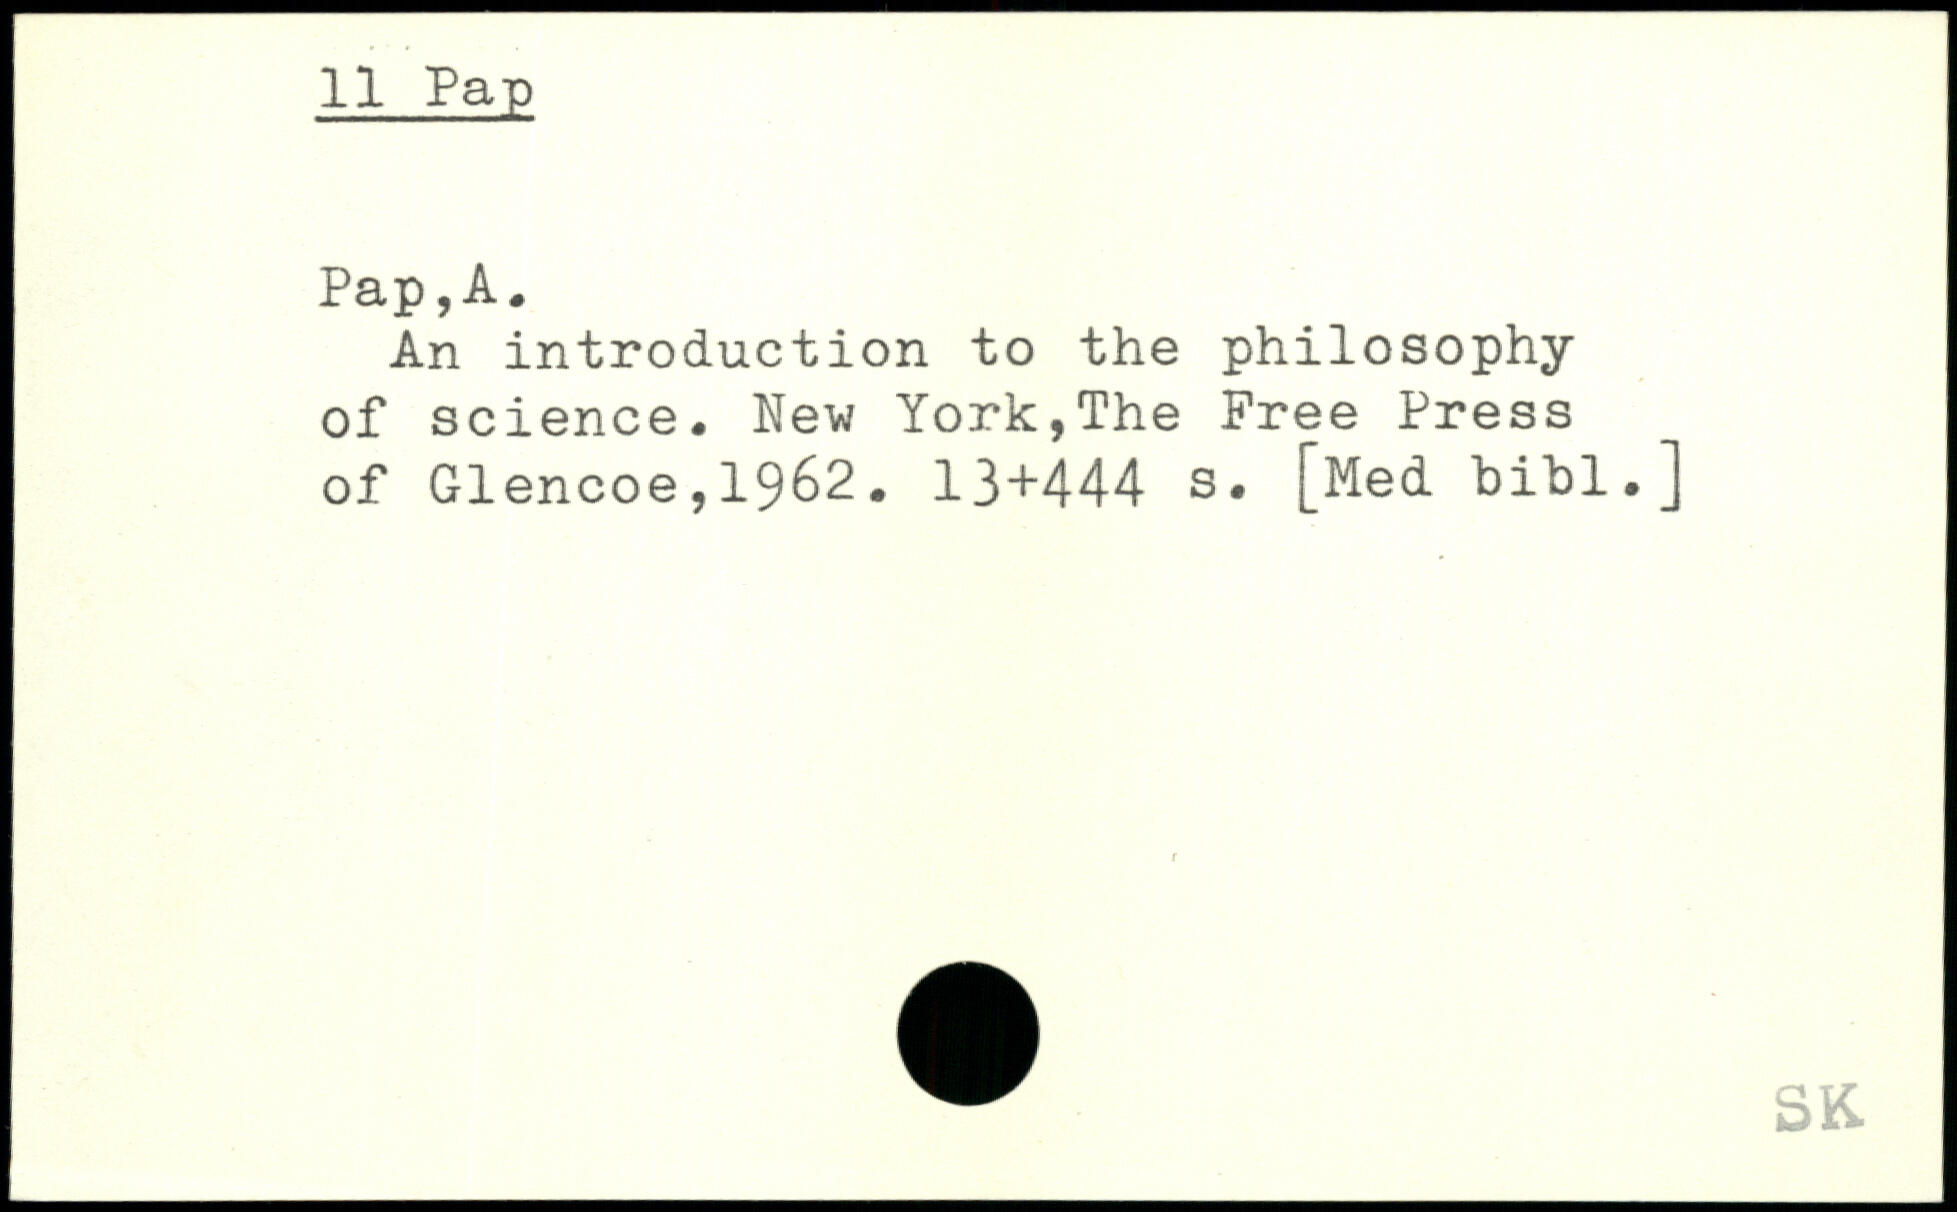 11 Pap
Pap,A.
An introduction to the philosophy
of science. New York,The Free Press
of Glencoe,1962. 13+444 s. [Med bibl.]
SK